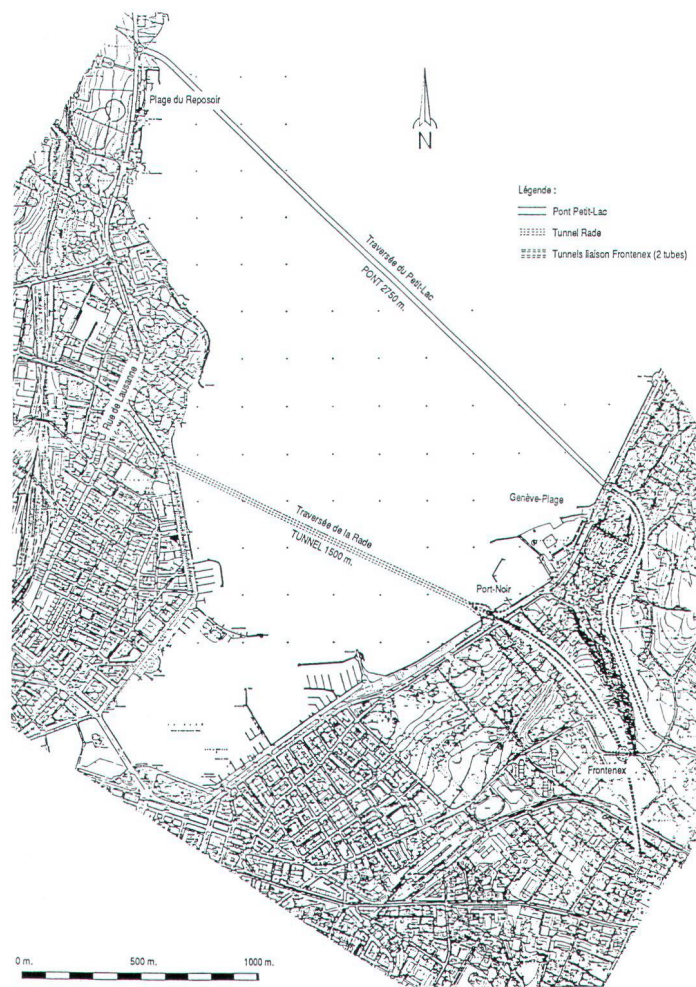 Plage du Reposoir
N
Légende :
Pont Petit-Lac
Tunnel Rade
Tunnels liaison Frontenex (2 tubes)
Traversée du Petit-Lac
PONT 2750 m.
Rue de Lausanne
Genève-Plage
Traversée de la Rade
TUNNEL 1500 m.
Port-Noir
Frontenex
0 m. 500 m. 1000 m.